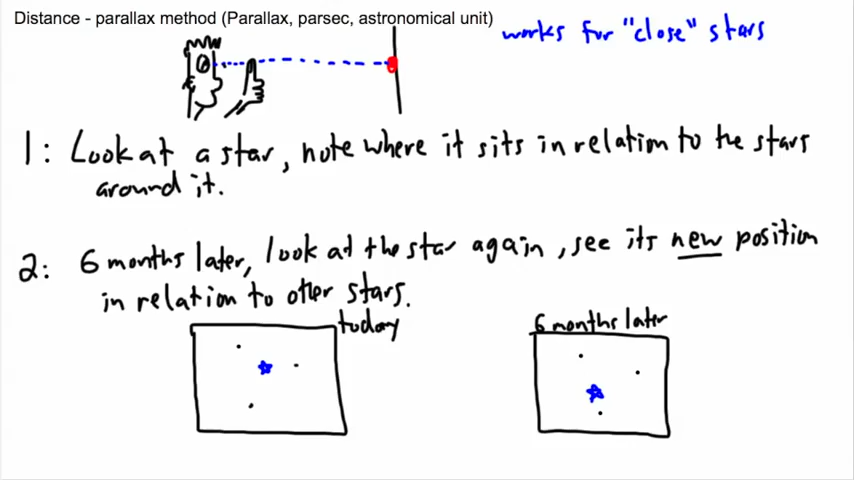 Distance - parallax method (Parallax, parsec, astronomical unit)
works for "close" stars
1: Look at a star, note where it sits in relation to the stars
around it.
2: 6 months later, look at the star again, see its new position
in relation to other stars.
today
6 months later